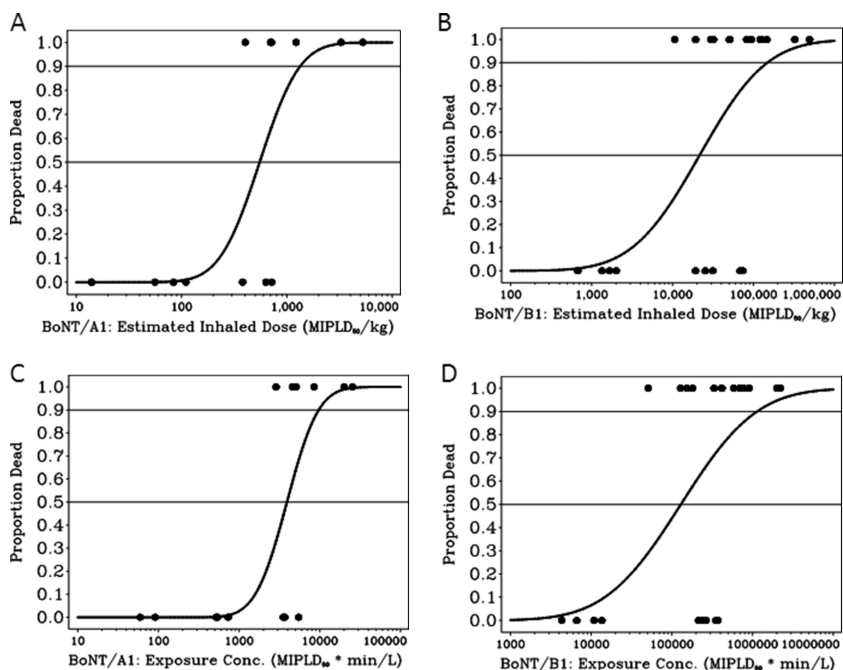 A
1.0
0.9
0.8
0.7
0.6
0.5
0.4
0.3
0.2
0.1
0.0
Proportion Dead
10 100 1,000 10,000
BoNT/A1: Estimated Inhaled Dose (MIPLD₅₀/kg)
B
1.0
0.9
0.8
0.7
0.6
0.5
0.4
0.3
0.2
0.1
0.0
Proportion Dead
100 1,000 10,000 100,000 1,000,000
BoNT/B1: Estimated Inhaled Dose (MIPLD₅₀/kg)
C
1.0
0.9
0.8
0.7
0.6
0.5
0.4
0.3
0.2
0.1
0.0
Proportion Dead
10 100 1000 10000 100000
BoNT/A1: Exposure Conc. (MIPLD₅₀ * min/L)
D
1.0
0.9
0.8
0.7
0.6
0.5
0.4
0.3
0.2
0.1
0.0
Proportion Dead
1000 10000 100000 1000000 10000000
BoNT/B1: Exposure Conc. (MIPLD₅₀ * min/L)